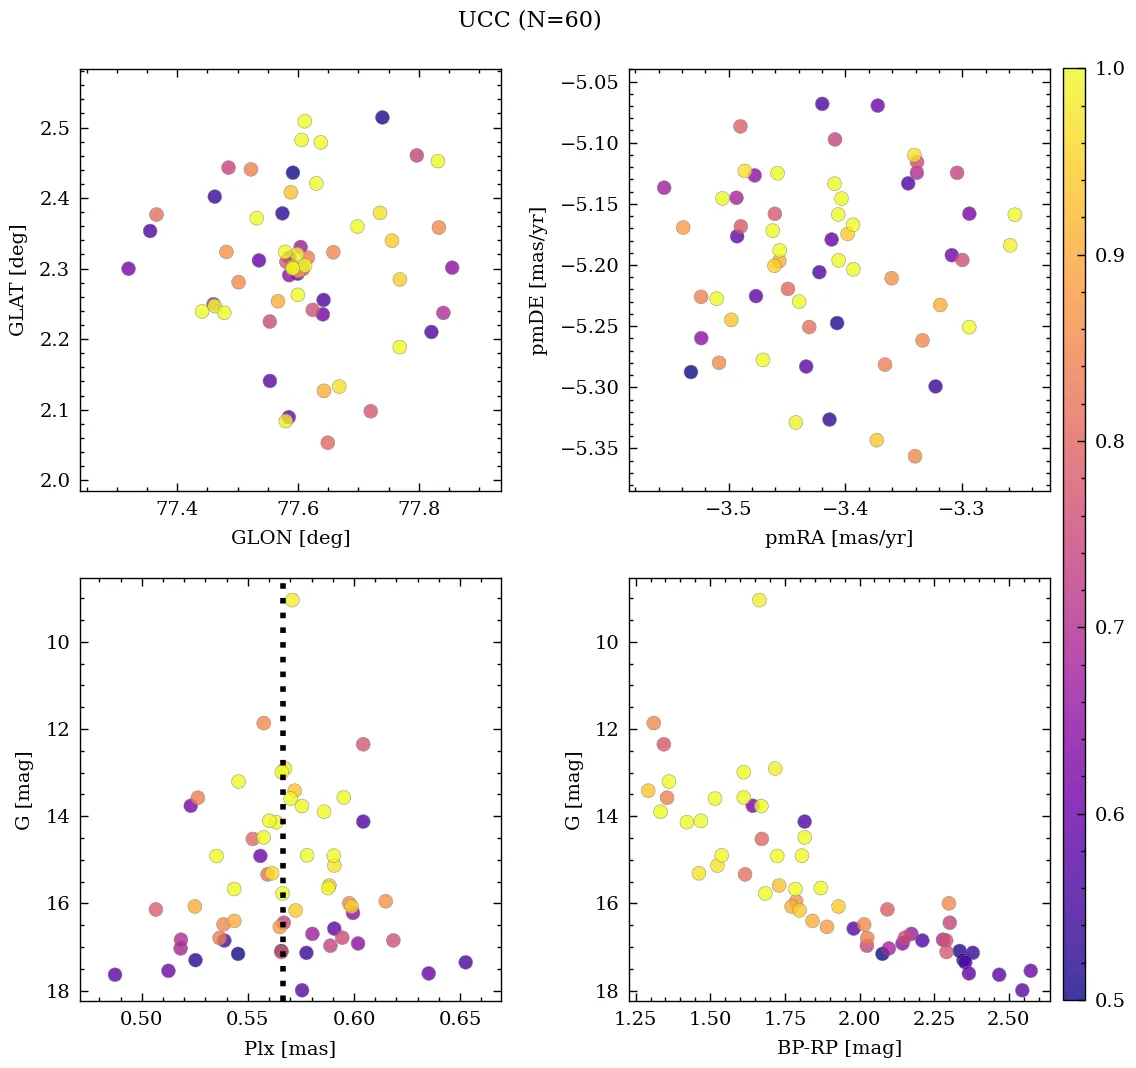 UCC (N=60)
2.5
2.4
2.3
2.2
2.1
2.0
GLAT [deg]
77.4 77.6 77.8
GLON [deg]
−5.05
−5.10
−5.15
−5.20
−5.25
−5.30
−5.35
pmDE [mas/yr]
−3.5 −3.4 −3.3
pmRA [mas/yr]
1.0
0.9
0.8
0.7
0.6
0.5
10
12
14
16
18
G [mag]
0.50 0.55 0.60 0.65
Plx [mas]
10
12
14
16
18
G [mag]
1.25 1.50 1.75 2.00 2.25 2.50
BP-RP [mag]